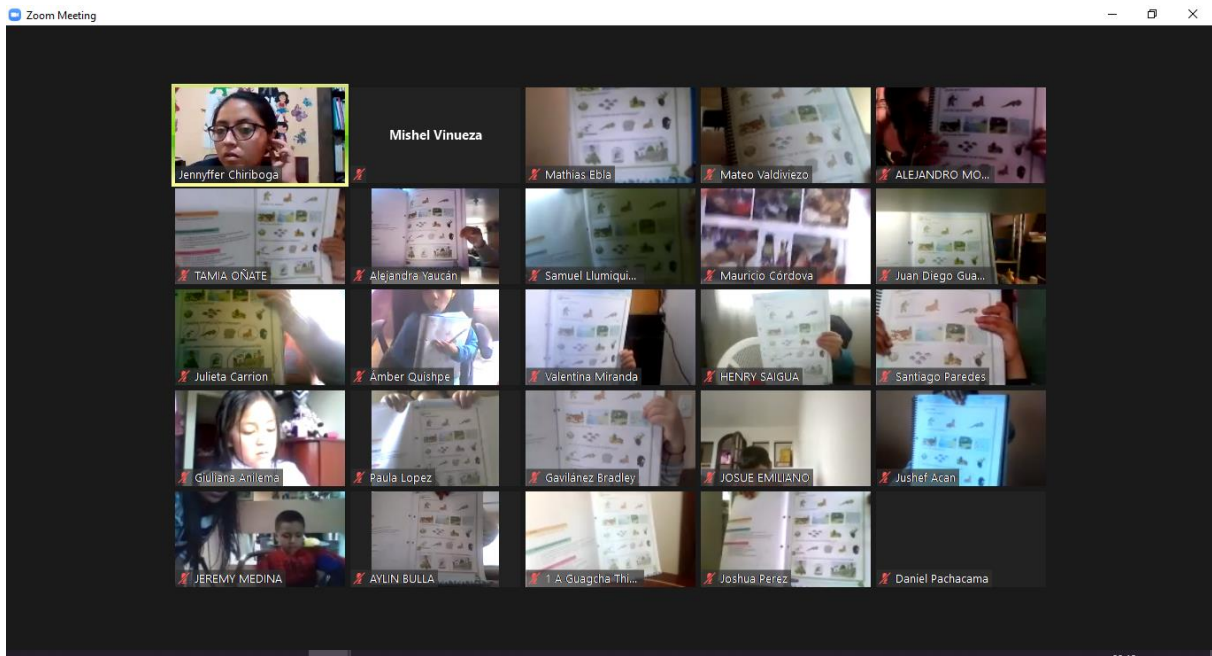 Zoom Meeting
Jennyffer Chiriboga
Mishel Vinueza
Mathias Ebla
Mateo Valdiviezo
ALEJANDRO MO...
TAMIA OÑATE
Alejandra Yaucán
Samuel Llumiqui...
Mauricio Córdova
Juan Diego Gua...
Julieta Carrion
Amber Quishpe
Valentina Miranda
HENRY SAIGUA
Santiago Paredes
Giuliana Anilema
Paula Lopez
Gavilánez Bradley
JOSUE EMILIANO
Jushef Acan
JEREMY MEDINA
AYLIN BULLA
1 A Guagcha Thi...
Joshua Perez
Daniel Pachacama